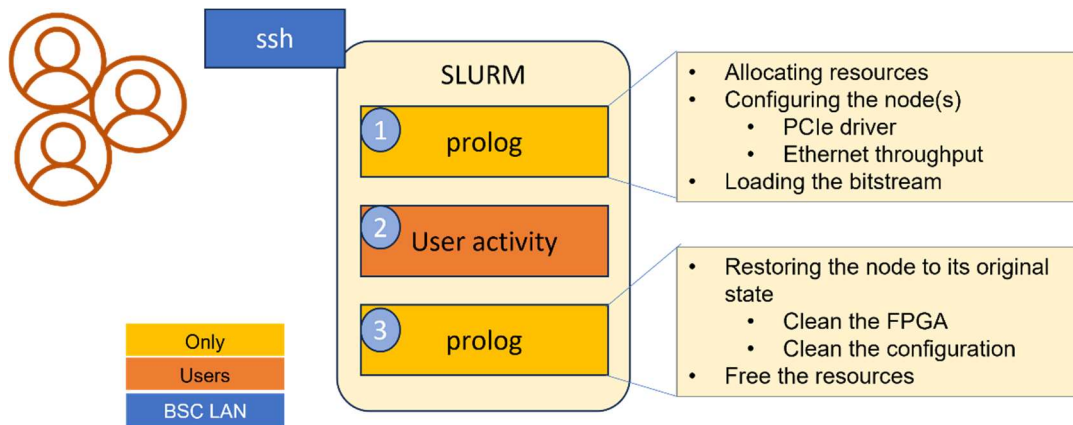 ssh
SLURM
1
prolog
2
User activity
3
prolog
• Allocating resources
• Configuring the node(s)
• PCIe driver
• Ethernet throughput
• Loading the bitstream
• Restoring the node to its original
state
• Clean the FPGA
• Clean the configuration
• Free the resources
Only
Users
BSC LAN